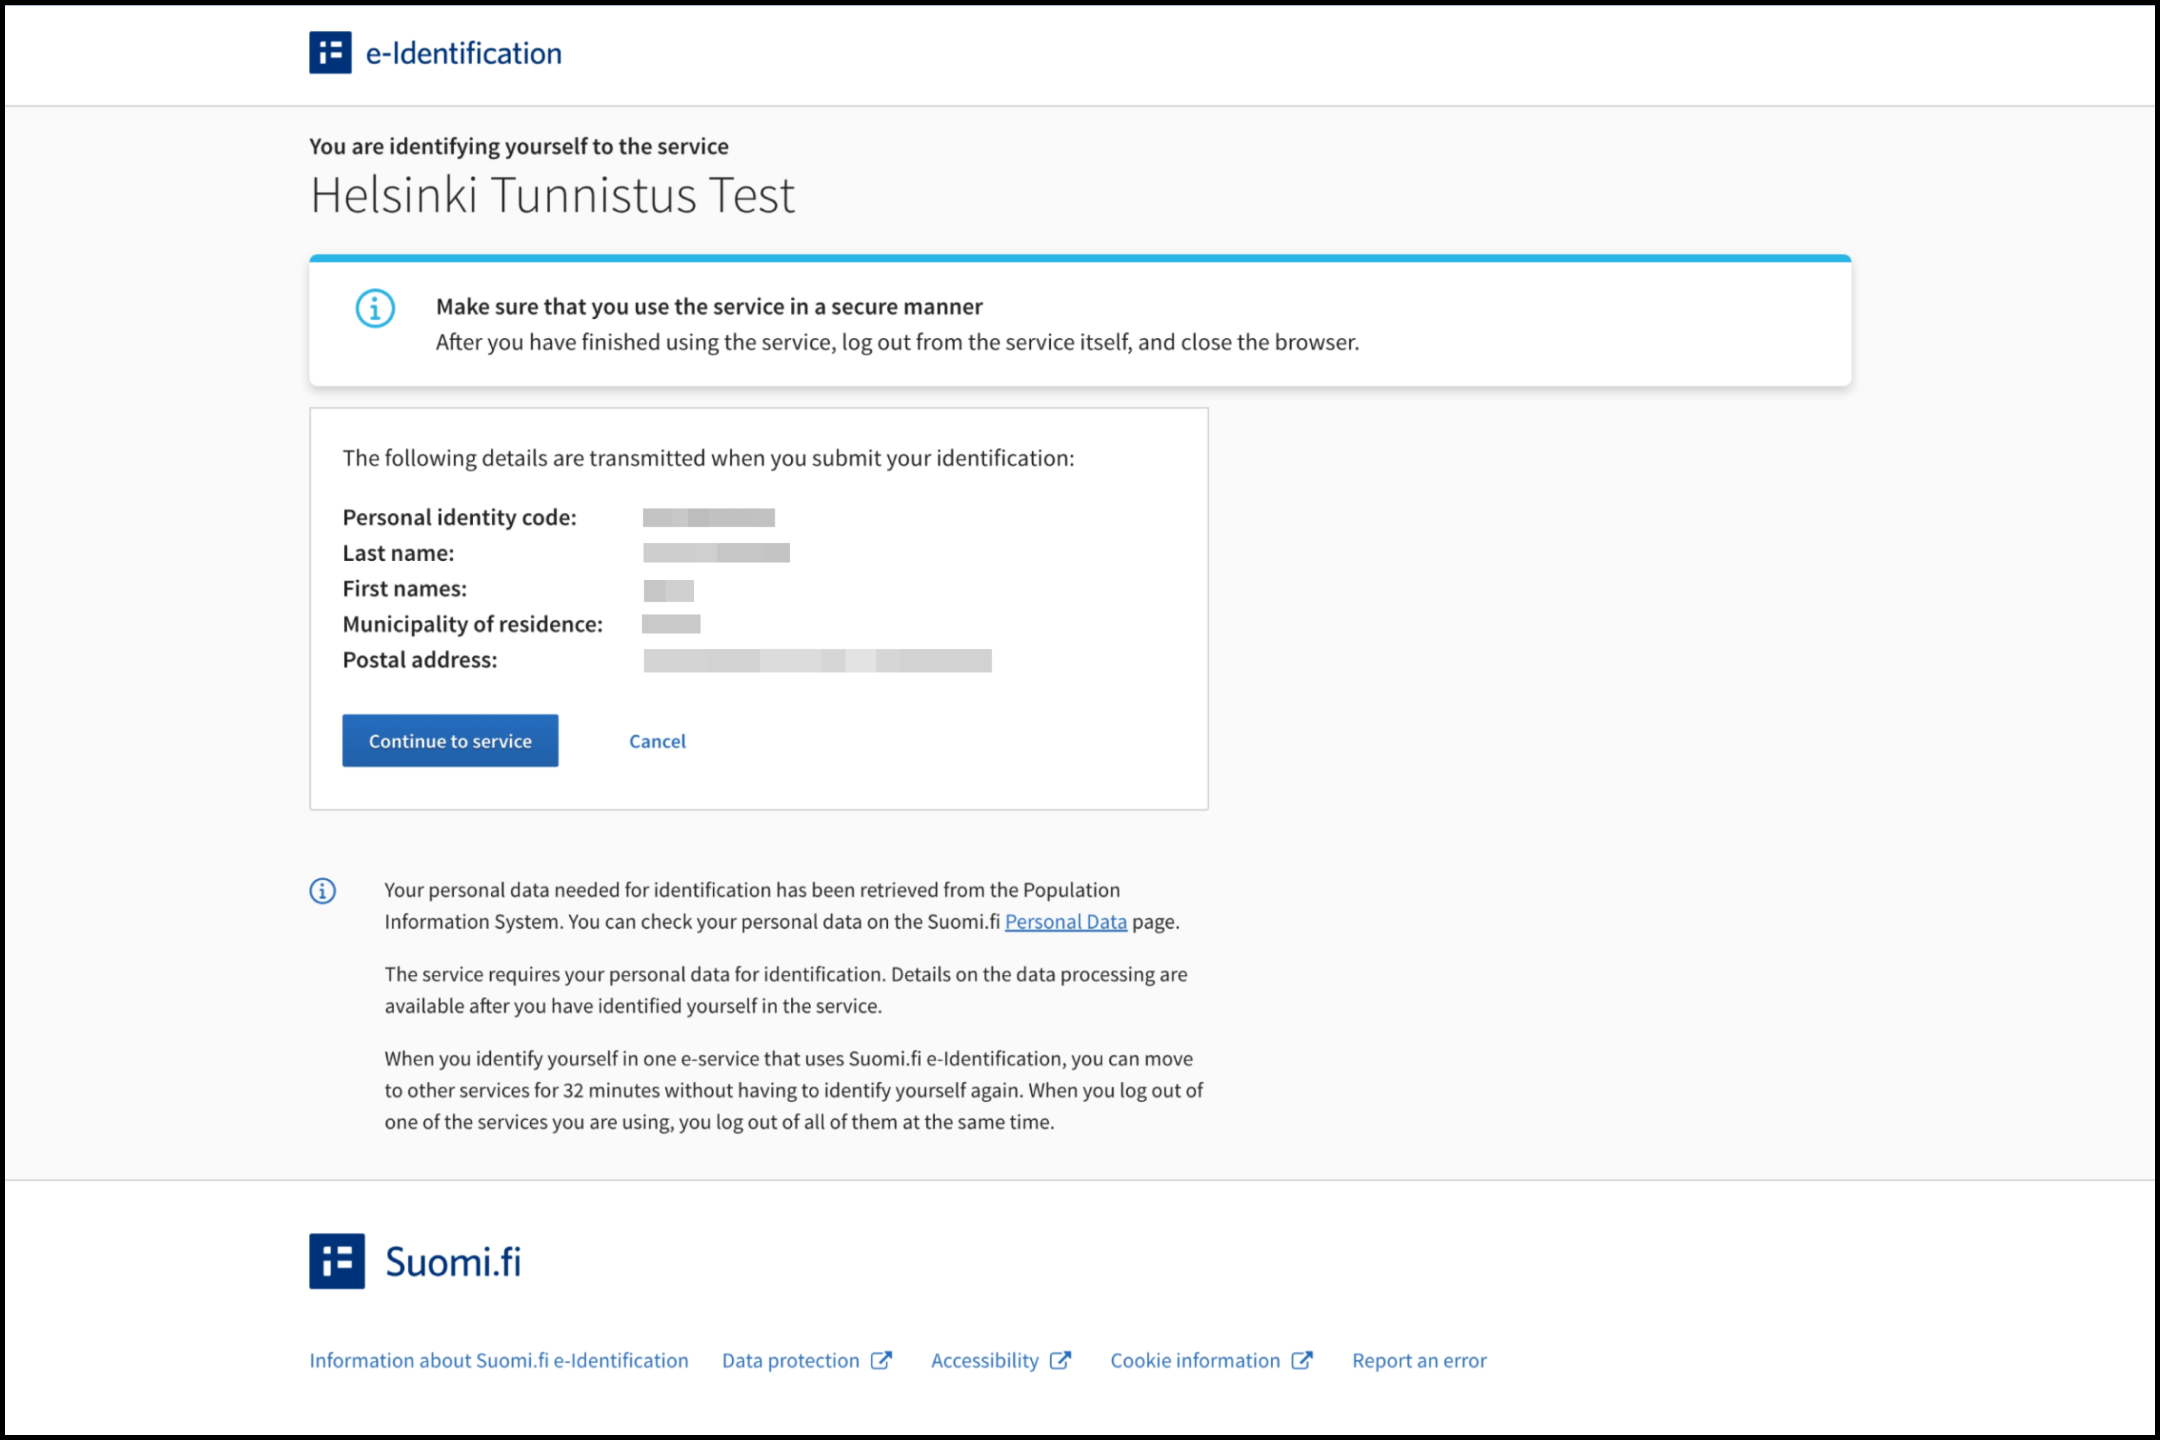 e-Identification
You are identifying yourself to the service
Helsinki Tunnistus Test
Make sure that you use the service in a secure manner
After you have finished using the service, log out from the service itself, and close the browser.
The following details are transmitted when you submit your identification:
Personal identity code:
Last name:
First names:
Municipality of residence:
Postal address:
Continue to service Cancel
Your personal data needed for identification has been retrieved from the Population
Information System. You can check your personal data on the Suomi.fi Personal Data page.
The service requires your personal data for identification. Details on the data processing are
available after you have identified yourself in the service.
When you identify yourself in one e-service that uses Suomi.fi e-Identification, you can move
to other services for 32 minutes without having to identify yourself again. When you log out of
one of the services you are using, you log out of all of them at the same time.
Suomi.fi
Information about Suomi.fi e-Identification Data protection Accessibility Cookie information Report an error